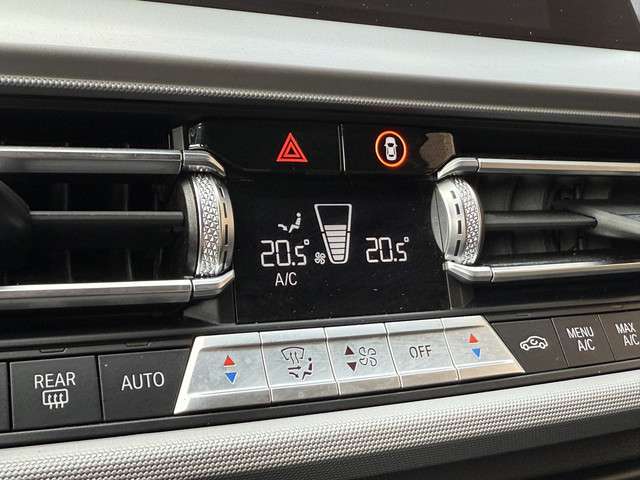 20.5°
20.5°
A/C
REAR
AUTO
OFF
MENU
A/C
MAX
A/C